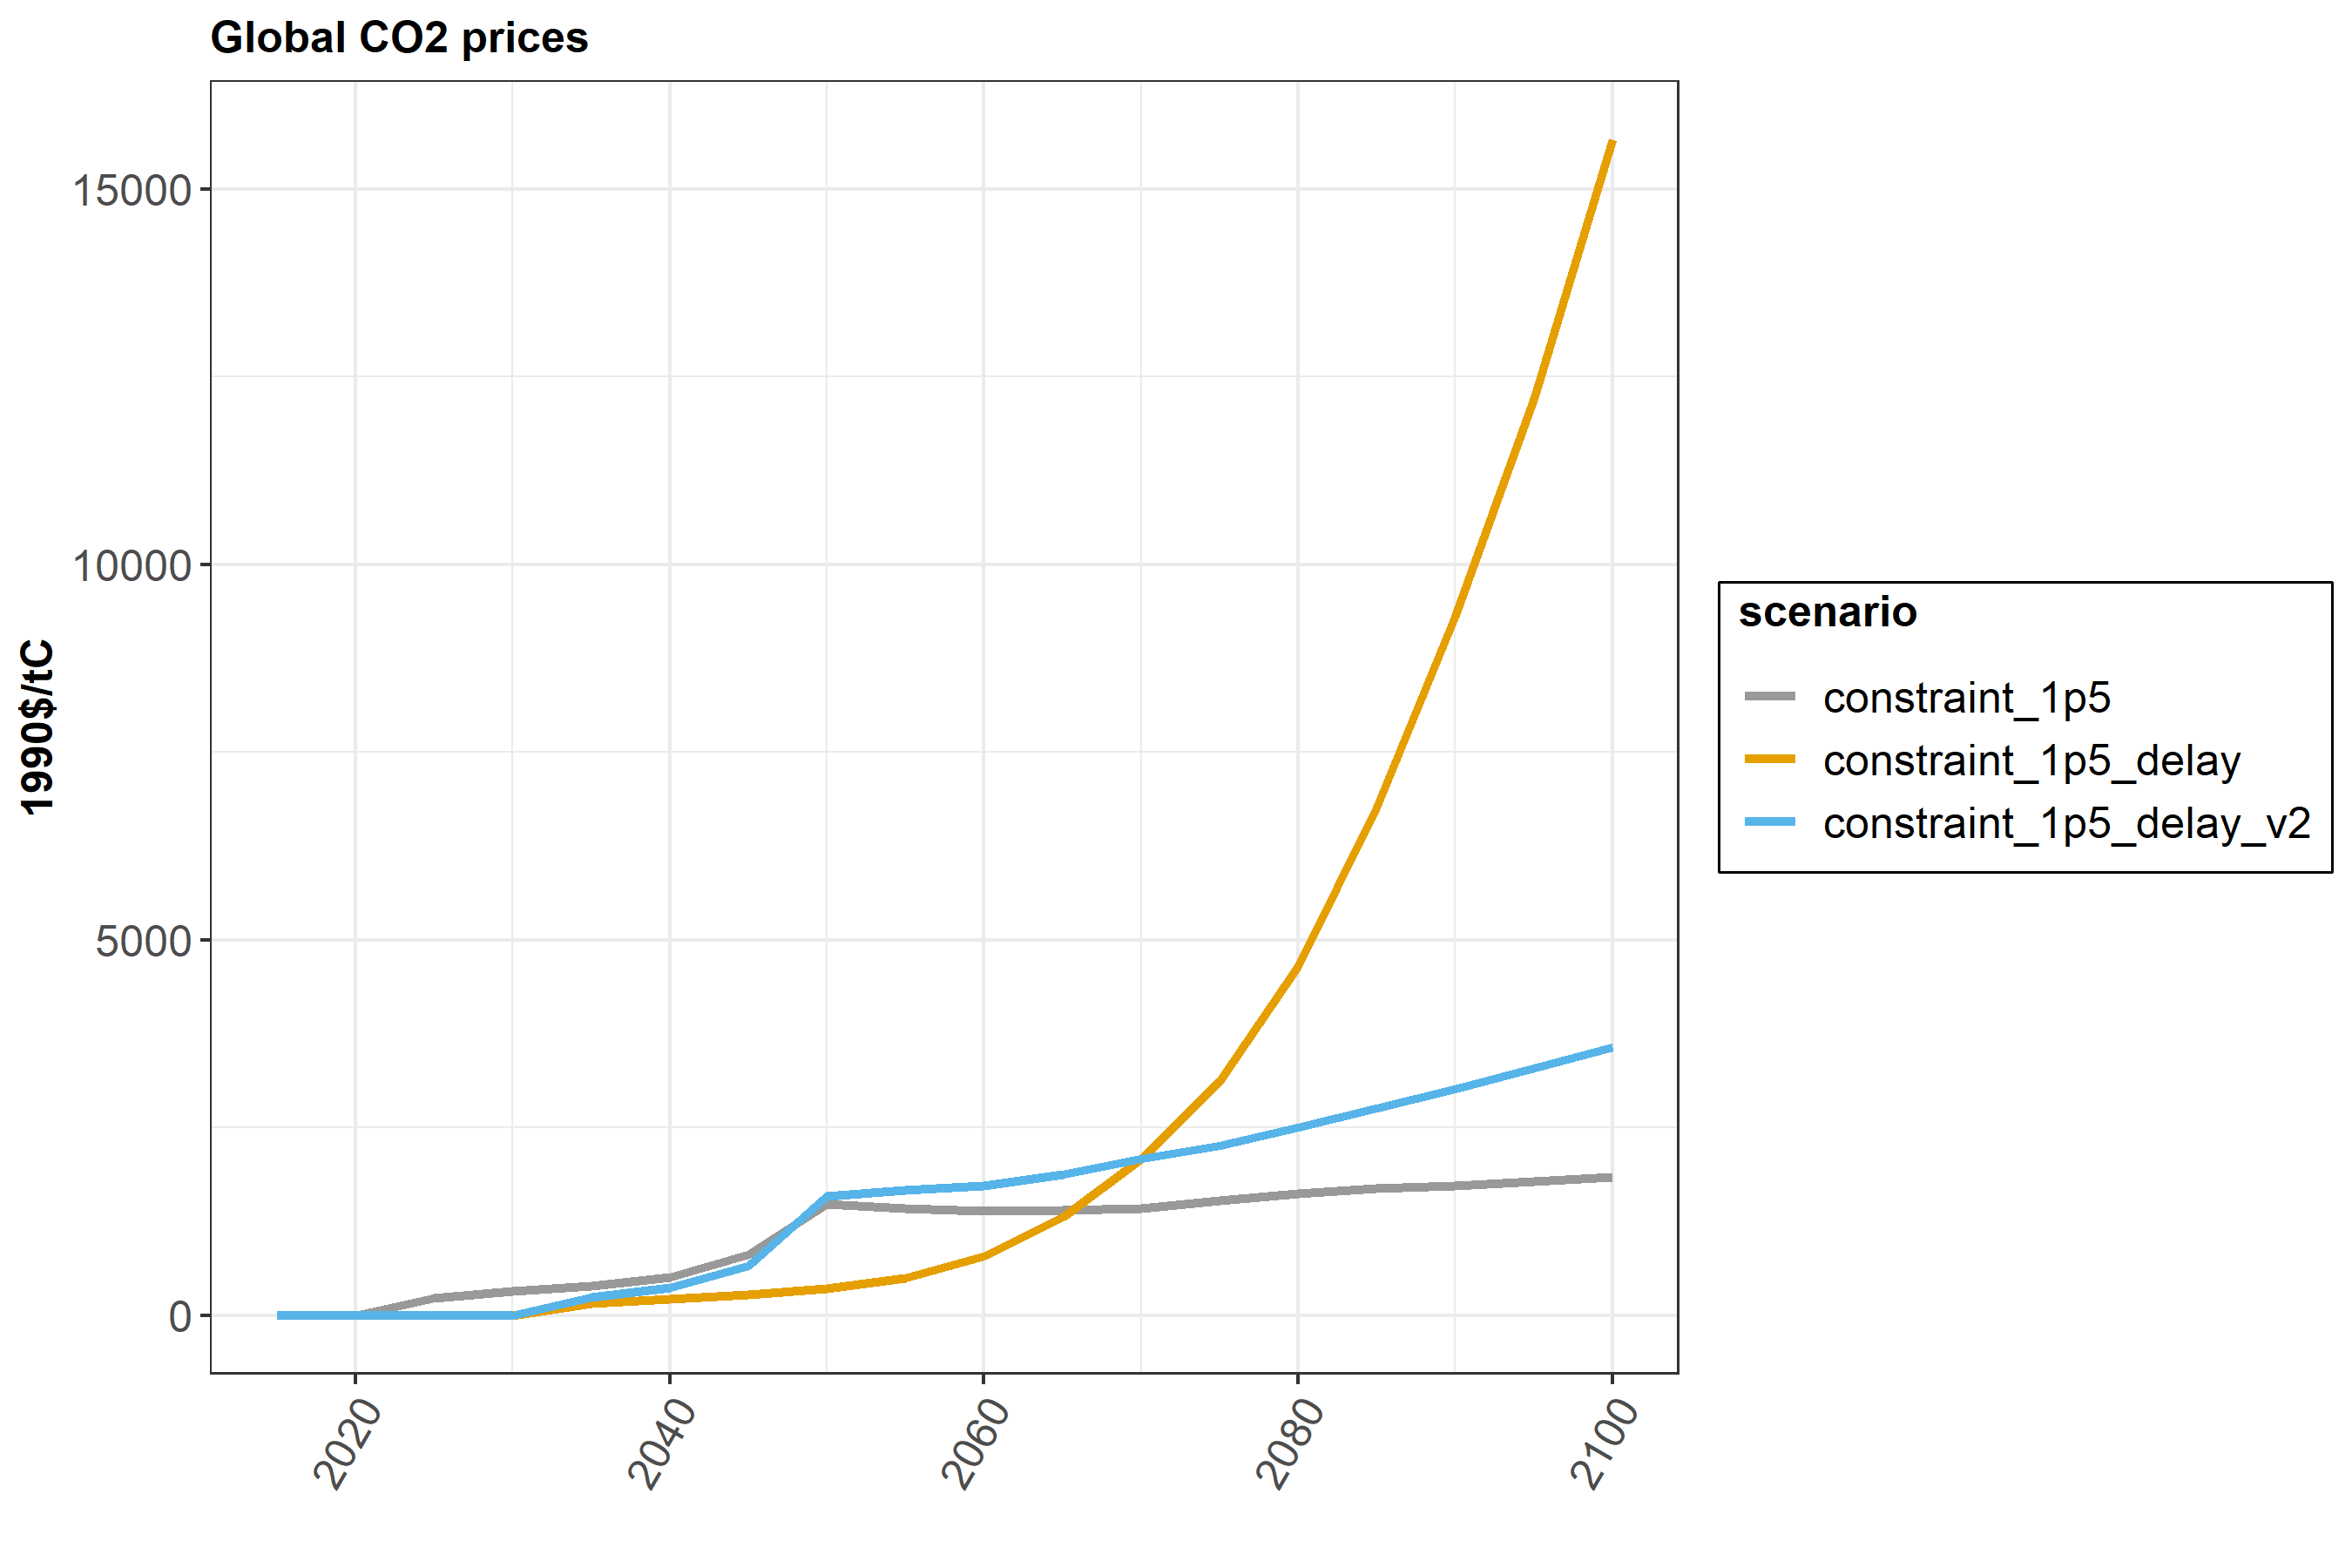 Global CO2 prices
1990$/tC
15000
10000
5000
0
2020
2040
2060
2080
2100
scenario
constraint_1p5
constraint_1p5_delay
constraint_1p5_delay_v2